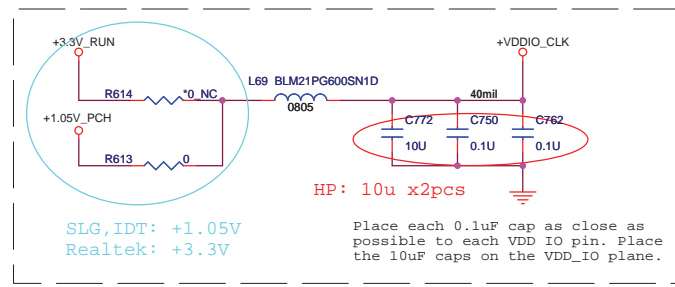 +3.3V_RUN
+VDDIO_CLK
R614
*0_NC
L69 BLM21PG600SN1D
0805
40mil
+1.05V_PCH
C772
C750
C762
10U
0.1U
0.1U
R613
0
HP: 10u x2pcs
SLG,IDT: +1.05V
Realtek: +3.3V
Place each 0.1uF cap as close as
possible to each VDD IO pin. Place
the 10uF caps on the VDD_IO plane.